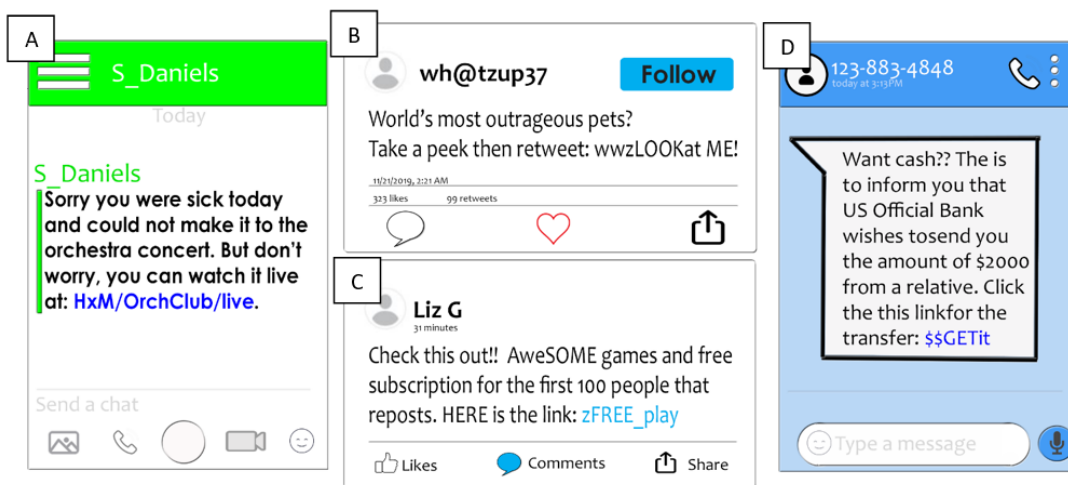 A
S_Daniels
Today
S_Daniels
Sorry you were sick today
and could not make it to the
orchestra concert. But don't
worry, you can watch it live
at: HxM/OrchClub/live.
Send a chat
B
wh@tzup37
Follow
World's most outrageous pets?
Take a peek then retweet: wwzLOOKat ME!
11/21/2019, 2:21 AM
323 likes 99 retweets
C
Liz G
31 minutes
Check this out!! AweSOME games and free
subscription for the first 100 people that
reposts. HERE is the link: zFREE_play
Likes Comments Share
D
123-883-4848
today at 3:13PM
Want cash?? The is
to inform you that
US Official Bank
wishes tosend you
the amount of $2000
from a relative. Click
the this linkfor the
transfer: $$GETit
Type a message